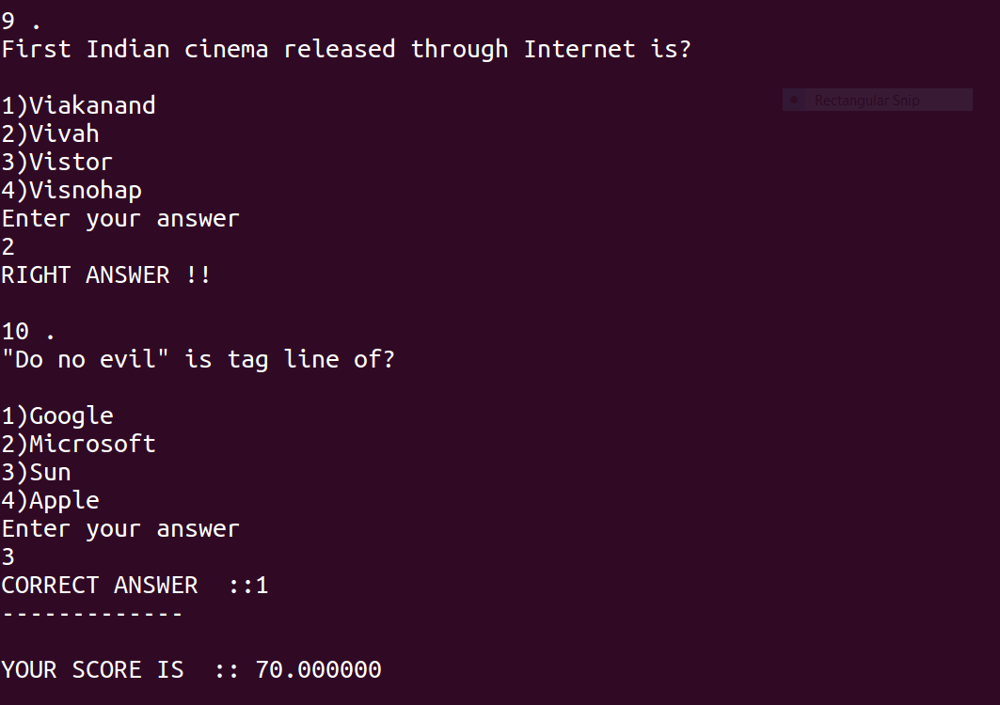 9 .
First Indian cinema released through Internet is?
1)Viakanand
Rectangular Snip
2)Vivah
3)Vistor
4)Visnohap
Enter your answer
2
RIGHT ANSWER !!
10 .
"Do no evil" is tag line of?
1)Google
2)Microsoft
3)Sun
4)Apple
Enter your answer
3
CORRECT ANSWER  ::1
-------------
YOUR SCORE IS  :: 70.000000